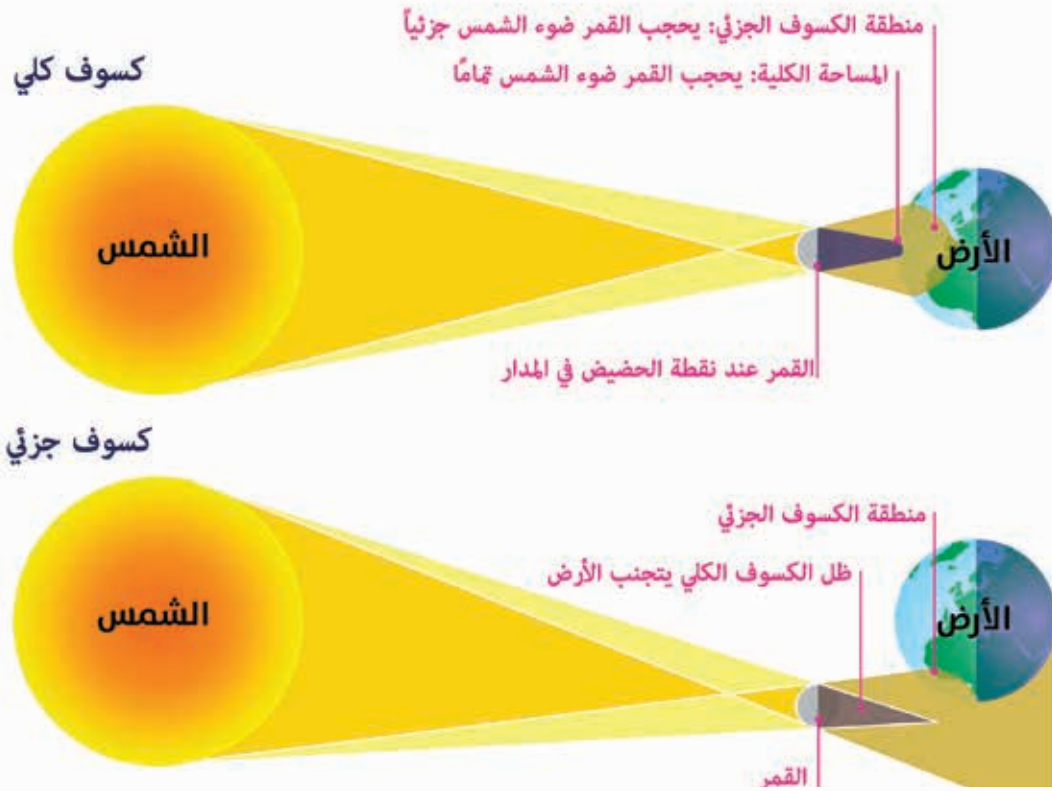 كسوف كلي
منطقة الكسوف الجزئي: يحجب القمر ضوء الشمس جزئياً
المساحة الكلية: يحجب القمر ضوء الشمس تمامًا
الشمس
الأرض
القمر عند نقطة الحضيض في المدار
كسوف جزئي
منطقة الكسوف الجزئي
ظل الكسوف الكلي يتجنب الأرض
الشمس
الأرض
القمر